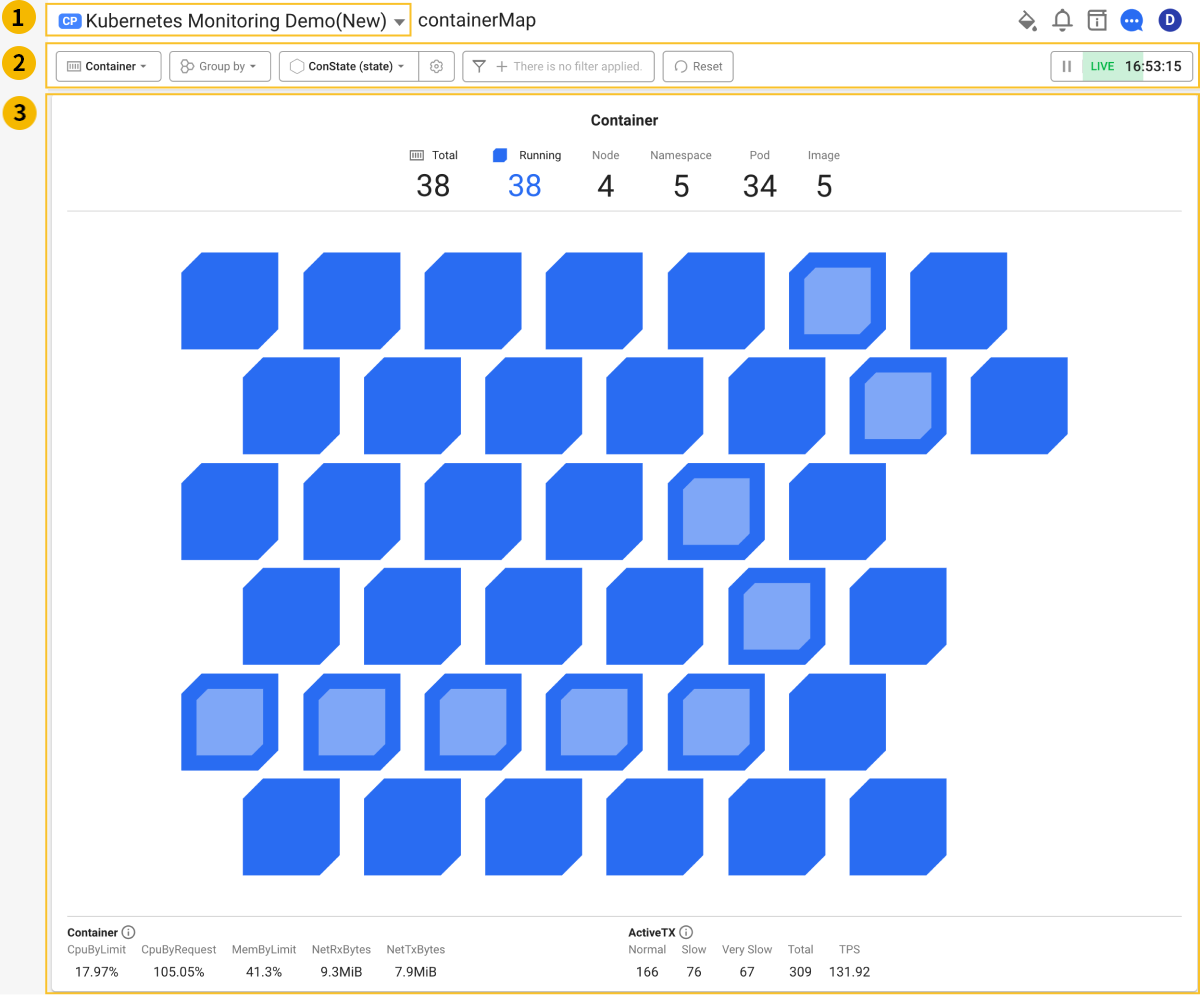 1 CP Kubernetes Monitoring Demo(New) containerMap D
2 Container Group by ConState (state) There is no filter applied. Reset LIVE 16:53:15
3
Container
Total Running Node Namespace Pod Image
38 38 4 5 34 5
Container ActiveTX
CpuByLimit CpuByRequest MemByLimit NetRxBytes NetTxBytes Normal Slow Very Slow Total TPS
17.97% 105.05% 41.3% 9.3MiB 7.9MiB 166 76 67 309 131.92